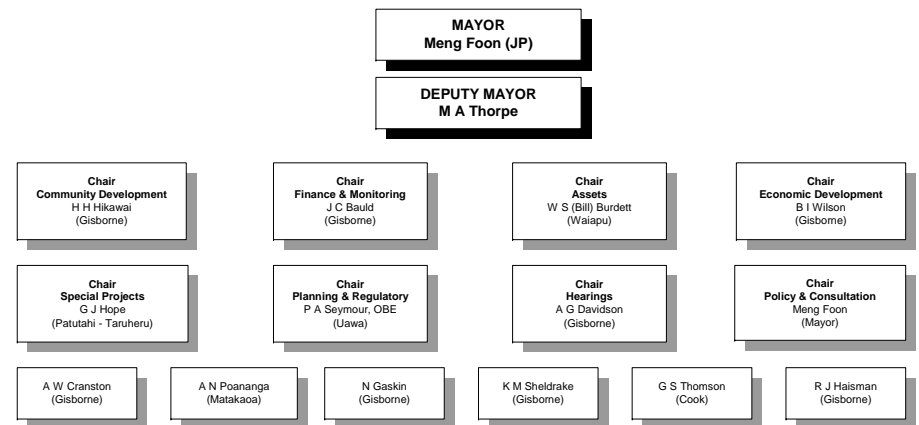 MAYOR
Meng Foon (JP)
DEPUTY MAYOR
M A Thorpe
Chair
Community Development
H H Hikawai
(Gisborne)
Chair
Finance & Monitoring
J C Bauld
(Gisborne)
Chair
Assets
W S (Bill) Burdett
(Waiapu)
Chair
Economic Development
B I Wilson
(Gisborne)
Chair
Special Projects
G J Hope
(Patutahi - Taruheru)
Chair
Planning & Regulatory
P A Seymour, OBE
(Uawa)
Chair
Hearings
A G Davidson
(Gisborne)
Chair
Policy & Consultation
Meng Foon
(Mayor)
A W Cranston
(Gisborne)
A N Poananga
(Matakaoa)
N Gaskin
(Gisborne)
K M Sheldrake
(Gisborne)
G S Thomson
(Cook)
R J Haisman
(Gisborne)